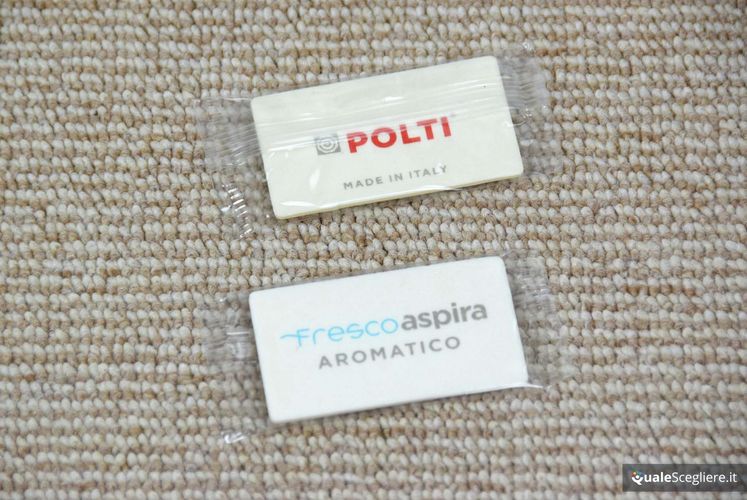 POLTI
MADE IN ITALY
Frescoaspira
AROMATICO
QualeScegliere.it